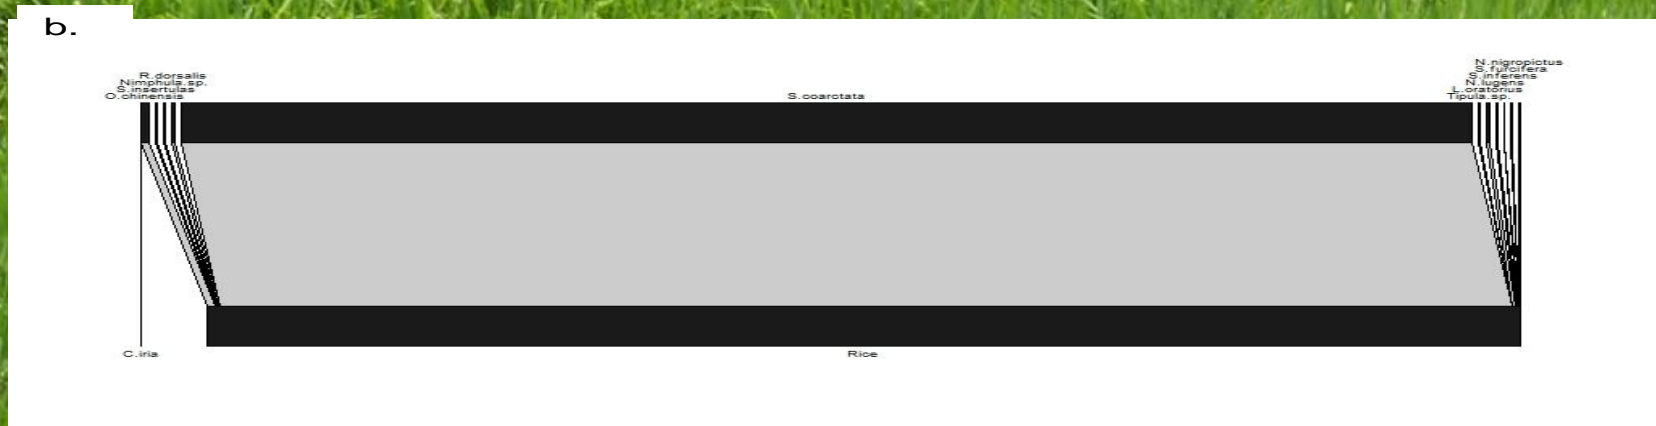 b.
R.dorsalis
Nimphula.sp.
S.insertulas
O.chinensis
S.coarctata
N.nigropictus
S.furcifera
S.inferens
N.lugens
L.oratorius
Tipula.sp.
C.iria
Rice